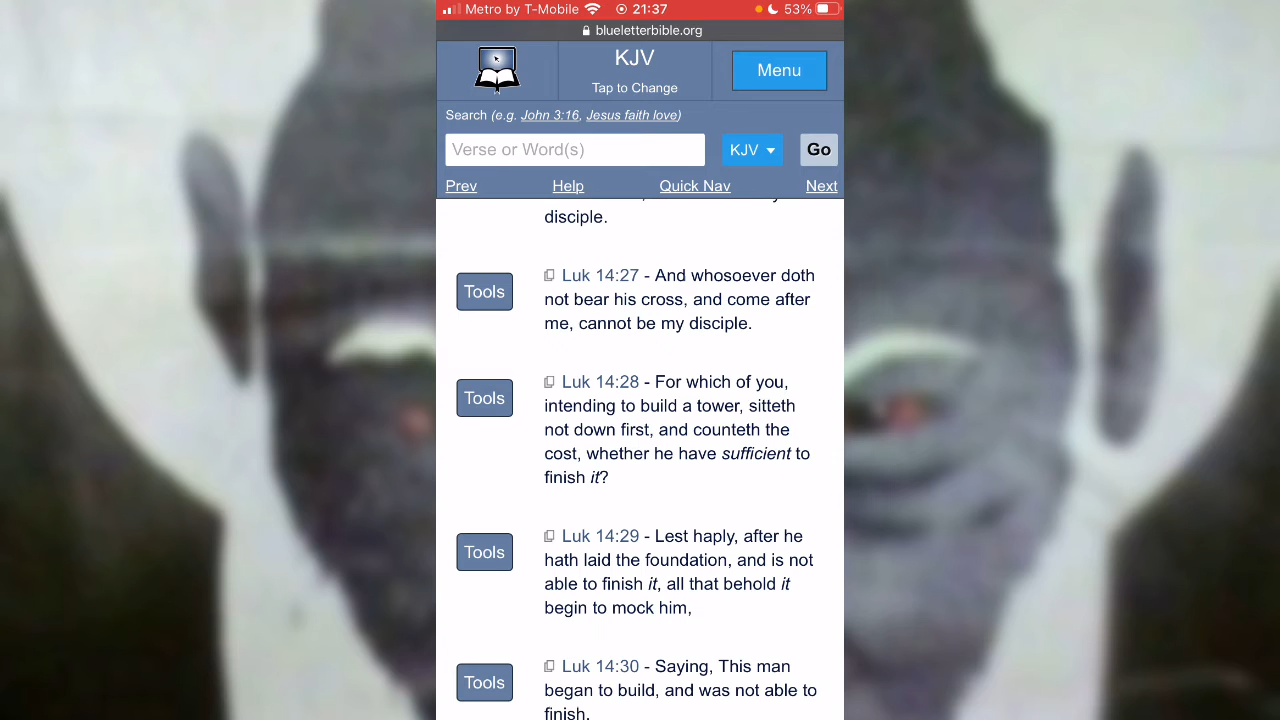 Metro by T-Mobile 21:37 53%
blueletterbible.org
KJV
Tap to Change
Menu
Search (e.g. John 3:16, Jesus faith love)
Verse or Word(s)
KJV
Go
Prev Help Quick Nav Next
disciple.
Tools
Luk 14:27 - And whosoever doth
not bear his cross, and come after
me, cannot be my disciple.
Tools
Luk 14:28 - For which of you,
intending to build a tower, sitteth
not down first, and counteth the
cost, whether he have sufficient to
finish it?
Tools
Luk 14:29 - Lest haply, after he
hath laid the foundation, and is not
able to finish it, all that behold it
begin to mock him,
Tools
Luk 14:30 - Saying, This man
began to build, and was not able to
finish.